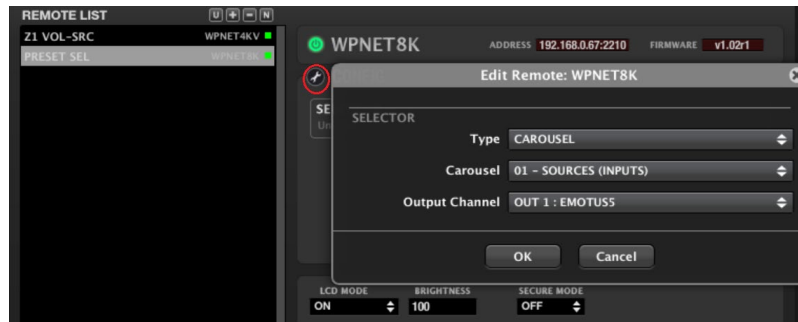 REMOTE LIST U + - N
Z1 VOL-SRC WPNET4KV
PRESET SEL WPNET8K
WPNET8K ADDRESS 192.168.0.67:2210 FIRMWARE v1.02r1
Edit Remote: WPNET8K
SE
Un
SELECTOR
Type CAROUSEL
Carousel 01 - SOURCES (INPUTS)
Output Channel OUT 1 : EMOTUS5
OK Cancel
LCD MODE BRIGHTNESS SECURE MODE
ON 100 OFF